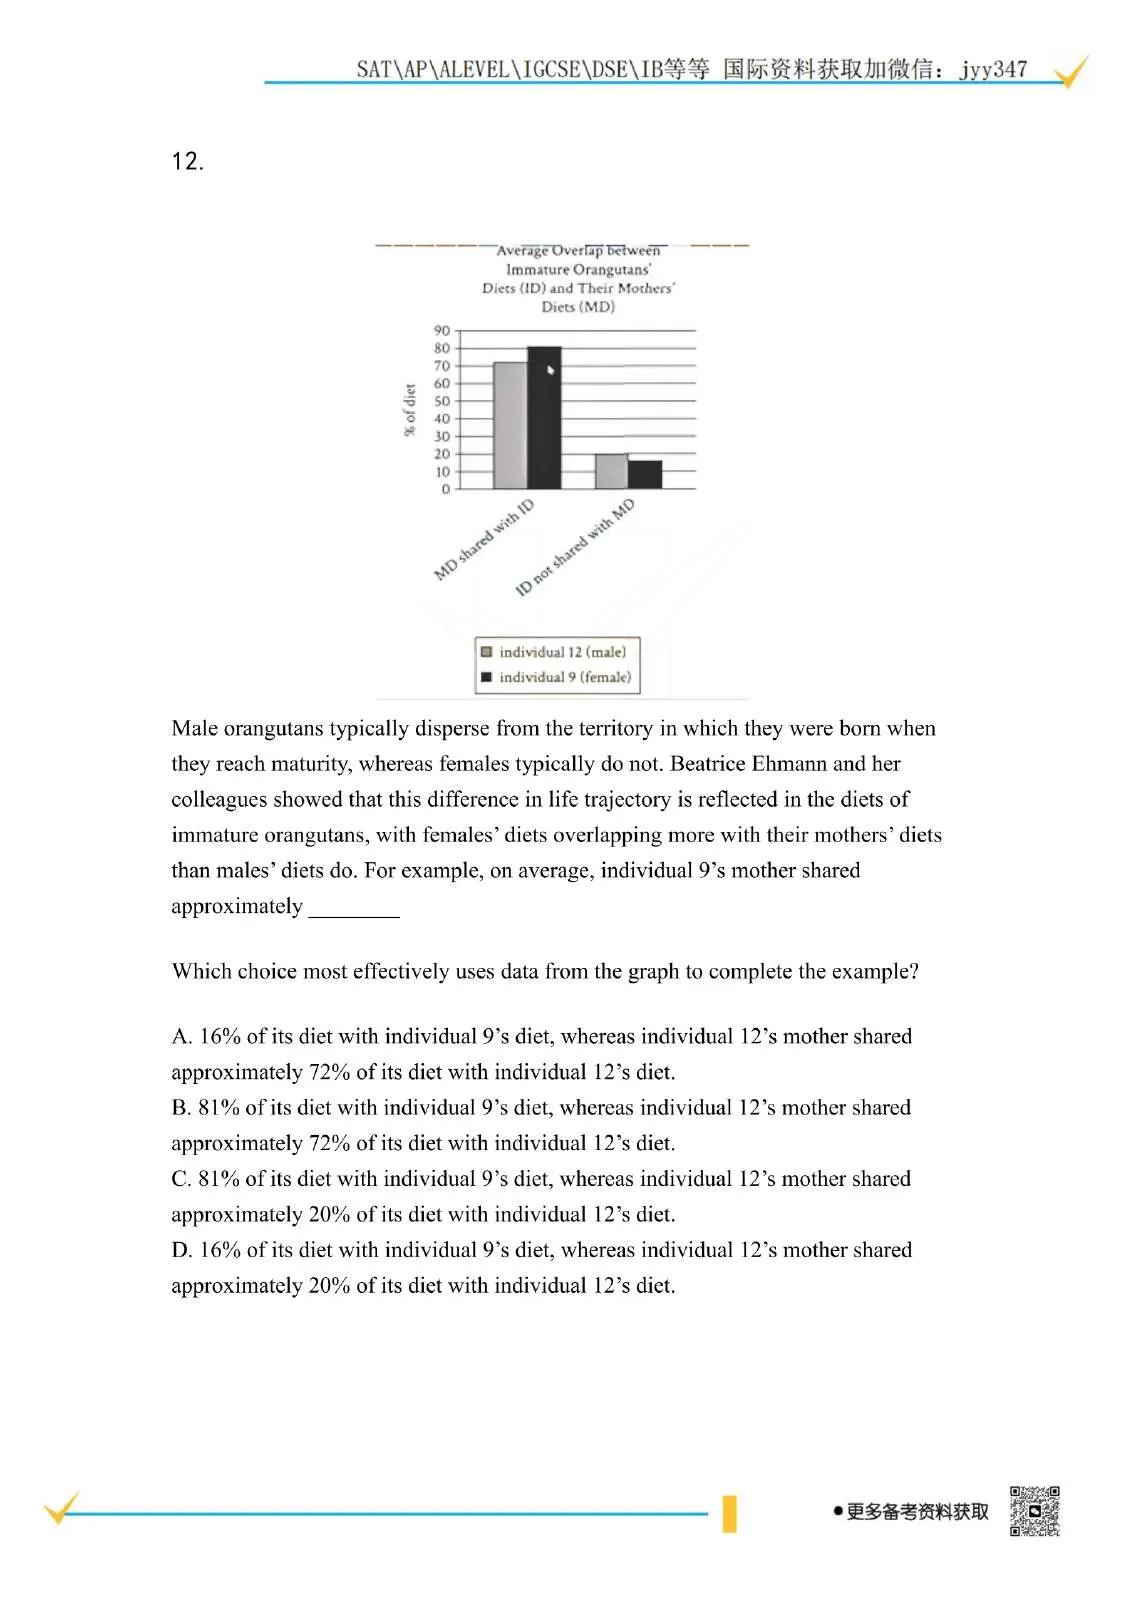 SAT\AP\ALEVEL\IGCSE\DSE\IB等等 国际资料获取加微信：jyy347
12.
Average Overlap between
Immature Orangutans'
Diets (ID) and Their Mothers'
Diets (MD)
90
80
70
60
50
40
30
20
10
0
% of diet
MD shared with ID
ID not shared with MD
individual 12 (male)
individual 9 (female)
Male orangutans typically disperse from the territory in which they were born when
they reach maturity, whereas females typically do not. Beatrice Ehmann and her
colleagues showed that this difference in life trajectory is reflected in the diets of
immature orangutans, with females’ diets overlapping more with their mothers’ diets
than males’ diets do. For example, on average, individual 9’s mother shared
approximately ________
Which choice most effectively uses data from the graph to complete the example?
A. 16% of its diet with individual 9’s diet, whereas individual 12’s mother shared
approximately 72% of its diet with individual 12’s diet.
B. 81% of its diet with individual 9’s diet, whereas individual 12’s mother shared
approximately 72% of its diet with individual 12’s diet.
C. 81% of its diet with individual 9’s diet, whereas individual 12’s mother shared
approximately 20% of its diet with individual 12’s diet.
D. 16% of its diet with individual 9’s diet, whereas individual 12’s mother shared
approximately 20% of its diet with individual 12’s diet.
●更多备考资料获取